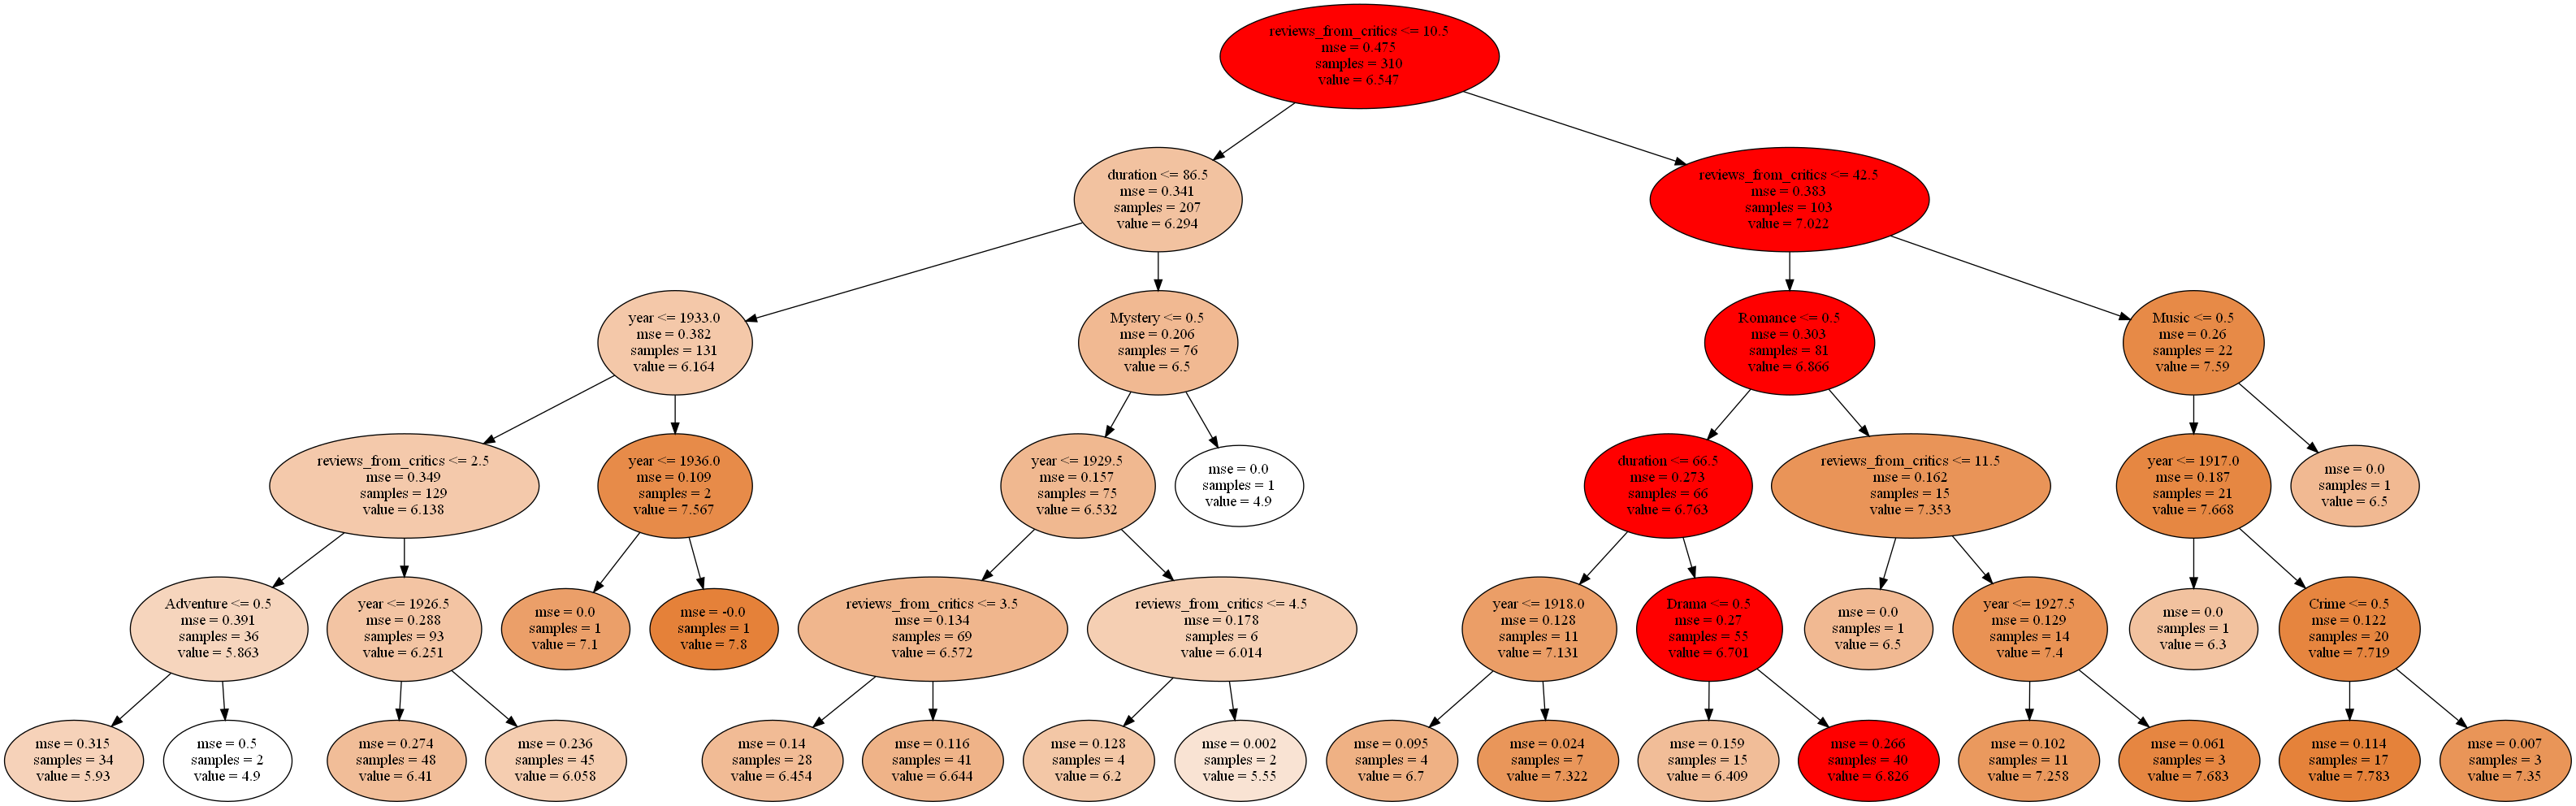 reviews_from_critics <= 10.5
mse = 0.475
samples = 310
value = 6.547
duration <= 86.5
mse = 0.341
samples = 207
value = 6.294
reviews_from_critics <= 42.5
mse = 0.383
samples = 103
value = 7.022
year <= 1933.0
mse = 0.382
samples = 131
value = 6.164
Mystery <= 0.5
mse = 0.206
samples = 76
value = 6.5
Romance <= 0.5
mse = 0.303
samples = 81
value = 6.866
Music <= 0.5
mse = 0.26
samples = 22
value = 7.59
reviews_from_critics <= 2.5
mse = 0.349
samples = 129
value = 6.138
year <= 1936.0
mse = 0.109
samples = 2
value = 7.567
year <= 1929.5
mse = 0.157
samples = 75
value = 6.532
mse = 0.0
samples = 1
value = 4.9
duration <= 66.5
mse = 0.273
samples = 66
value = 6.763
reviews_from_critics <= 11.5
mse = 0.162
samples = 15
value = 7.353
year <= 1917.0
mse = 0.187
samples = 21
value = 7.668
mse = 0.0
samples = 1
value = 6.5
Adventure <= 0.5
mse = 0.391
samples = 36
value = 5.863
year <= 1926.5
mse = 0.288
samples = 93
value = 6.251
mse = 0.0
samples = 1
value = 7.1
mse = -0.0
samples = 1
value = 7.8
reviews_from_critics <= 3.5
mse = 0.134
samples = 69
value = 6.572
reviews_from_critics <= 4.5
mse = 0.178
samples = 6
value = 6.014
year <= 1918.0
mse = 0.128
samples = 11
value = 7.131
Drama <= 0.5
mse = 0.27
samples = 55
value = 6.701
mse = 0.0
samples = 1
value = 6.5
year <= 1927.5
mse = 0.129
samples = 14
value = 7.4
mse = 0.0
samples = 1
value = 6.3
Crime <= 0.5
mse = 0.122
samples = 20
value = 7.719
mse = 0.315
samples = 34
value = 5.93
mse = 0.5
samples = 2
value = 4.9
mse = 0.274
samples = 48
value = 6.41
mse = 0.236
samples = 45
value = 6.058
mse = 0.14
samples = 28
value = 6.454
mse = 0.116
samples = 41
value = 6.644
mse = 0.128
samples = 4
value = 6.2
mse = 0.002
samples = 2
value = 5.55
mse = 0.095
samples = 4
value = 6.7
mse = 0.024
samples = 7
value = 7.322
mse = 0.159
samples = 15
value = 6.409
mse = 0.266
samples = 40
value = 6.826
mse = 0.102
samples = 11
value = 7.258
mse = 0.061
samples = 3
value = 7.683
mse = 0.114
samples = 17
value = 7.783
mse = 0.007
samples = 3
value = 7.35